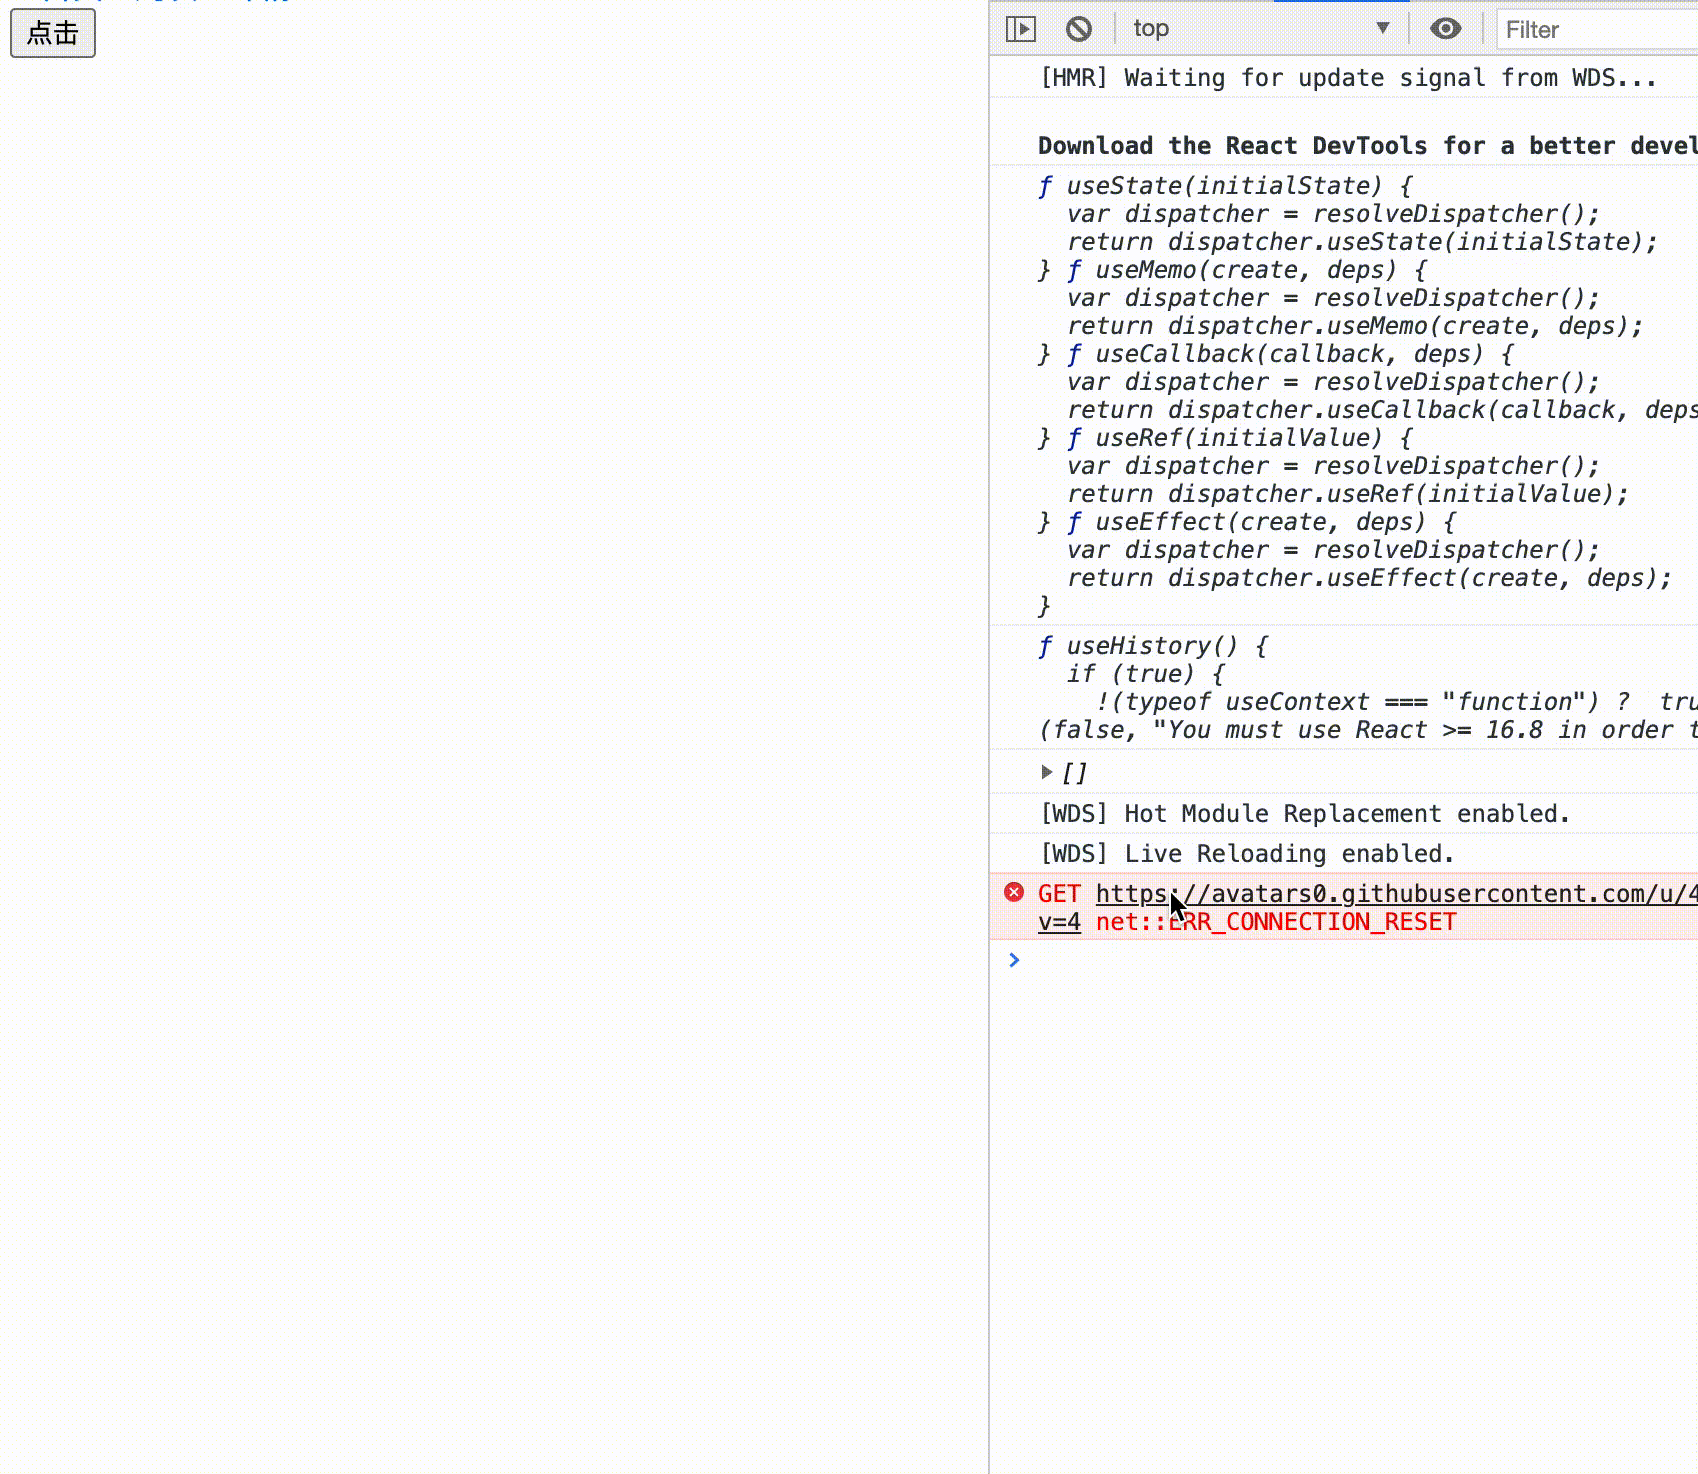 点击
top
Filter
[HMR] Waiting for update signal from WDS...
Download the React DevTools for a better
ƒ useState(initialState) {
var dispatcher = resolveDispatcher();
return dispatcher.useState(initialState);
} ƒ useMemo(create, deps) {
var dispatcher = resolveDispatcher();
return dispatcher.useMemo(create, deps);
} ƒ useCallback(callback, deps) {
var dispatcher = resolveDispatcher();
return dispatcher.useCallback(callback, deps
} ƒ useRef(initialValue) {
var dispatcher = resolveDispatcher();
return dispatcher.useRef(initialValue);
} ƒ useEffect(create, deps) {
var dispatcher = resolveDispatcher();
return dispatcher.useEffect(create, deps);
}
ƒ useHistory() {
if (true) {
!(typeof useContext === "function") ?
(false, "You must use React >= 16.8 in order
[]
[WDS] Hot Module Replacement enabled.
[WDS] Live Reloading enabled.
GET https://avatars0.githubusercontent.com/u/4
v=4 net::ERR_CONNECTION_RESET